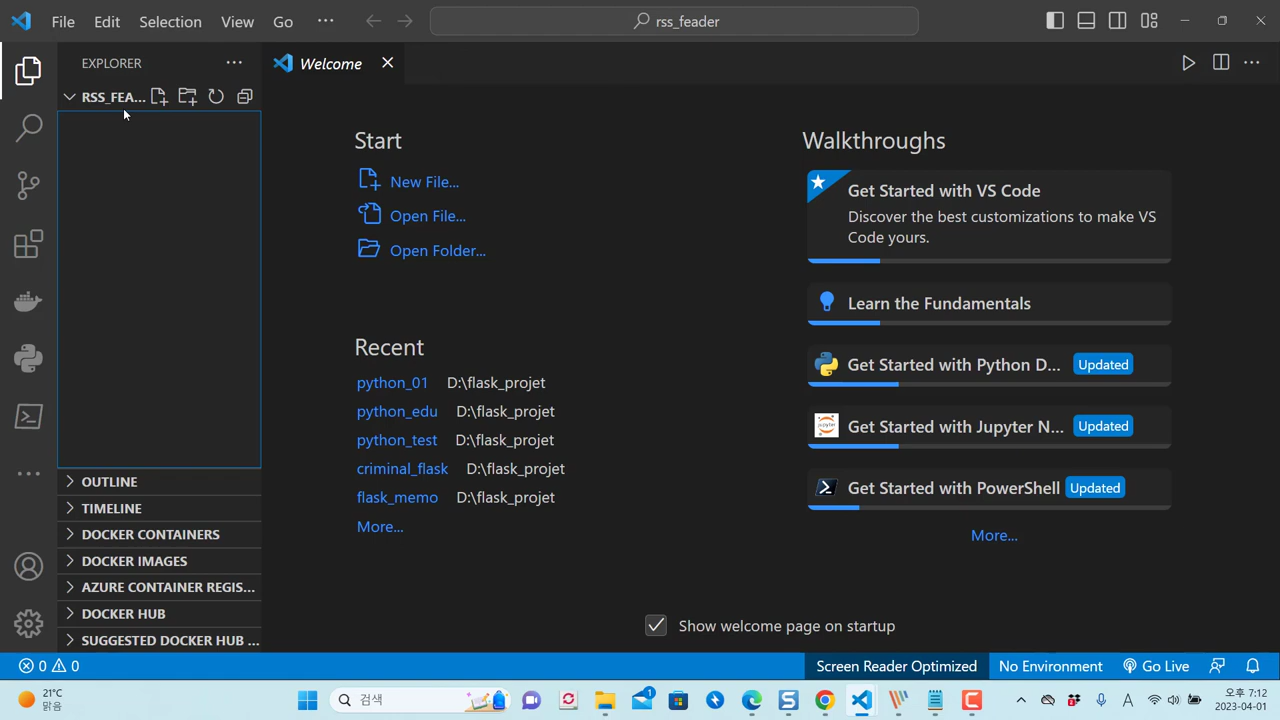 File Edit Selection View Go ··· rss_feader
EXPLORER ···
Welcome
RSS_FEA...
Start
New File...
Open File...
Open Folder...
Recent
python_01 D:\flask_projet
python_edu D:\flask_projet
python_test D:\flask_projet
criminal_flask D:\flask_projet
flask_memo D:\flask_projet
More...
Walkthroughs
Get Started with VS Code
Discover the best customizations to make VS
Code yours.
Learn the Fundamentals
Get Started with Python D... Updated
Get Started with Jupyter N... Updated
Get Started with PowerShell Updated
More...
OUTLINE
TIMELINE
DOCKER CONTAINERS
DOCKER IMAGES
AZURE CONTAINER REGIS...
DOCKER HUB
SUGGESTED DOCKER HUB ...
Show welcome page on startup
0 0 Screen Reader Optimized No Environment Go Live
21°C
맑음
검색
1
A
오후 7:12
2023-04-01